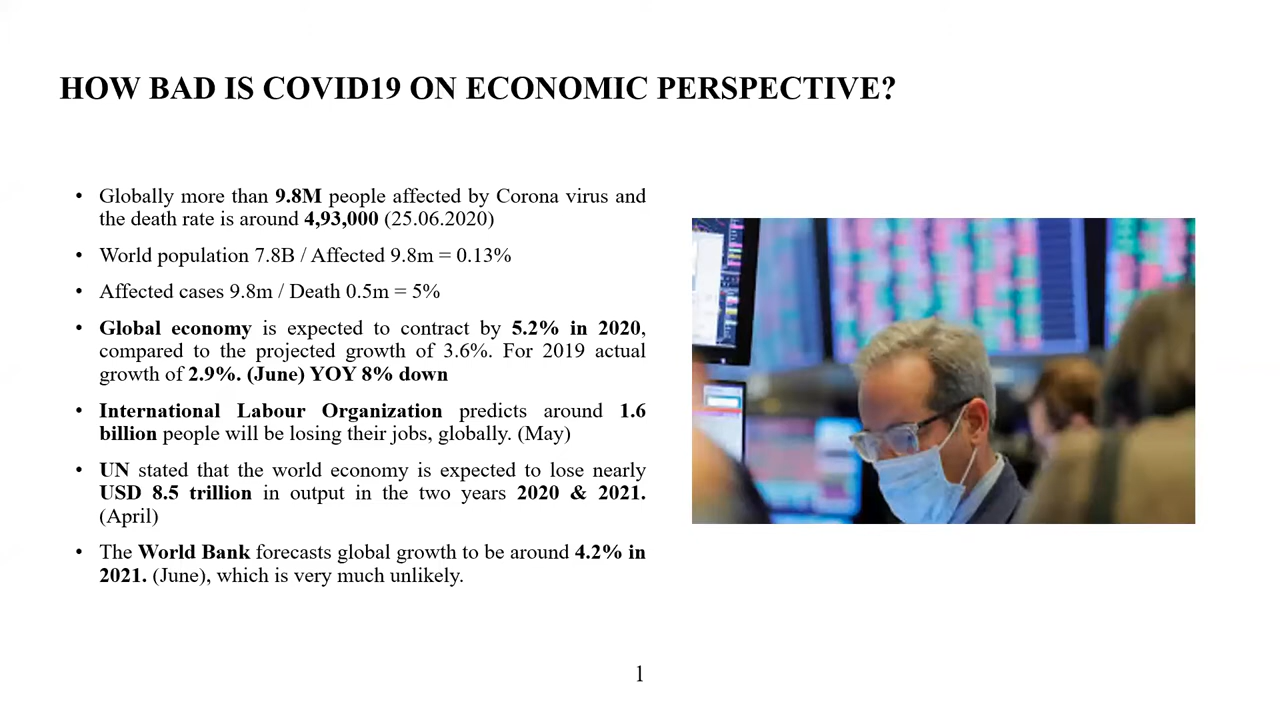 HOW BAD IS COVID19 ON ECONOMIC PERSPECTIVE?
• Globally more than 9.8M people affected by Corona virus and
the death rate is around 4,93,000 (25.06.2020)
• World population 7.8B / Affected 9.8m = 0.13%
• Affected cases 9.8m / Death 0.5m = 5%
• Global economy is expected to contract by 5.2% in 2020,
compared to the projected growth of 3.6%. For 2019 actual
growth of 2.9%. (June) YOY 8% down
• International Labour Organization predicts around 1.6
billion people will be losing their jobs, globally. (May)
• UN stated that the world economy is expected to lose nearly
USD 8.5 trillion in output in the two years 2020 & 2021.
(April)
• The World Bank forecasts global growth to be around 4.2% in
2021. (June), which is very much unlikely.
1